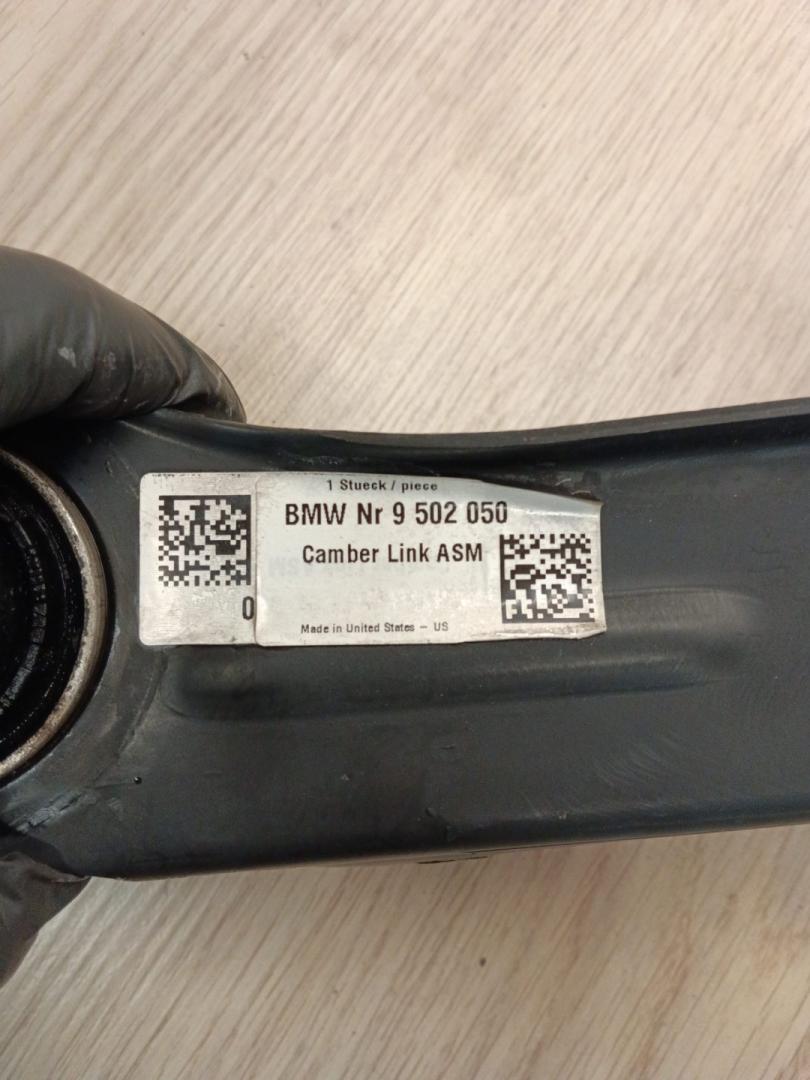 1 Stueck / piece
BMW Nr 9 502 050
Camber Link ASM
0
Made in United States – US